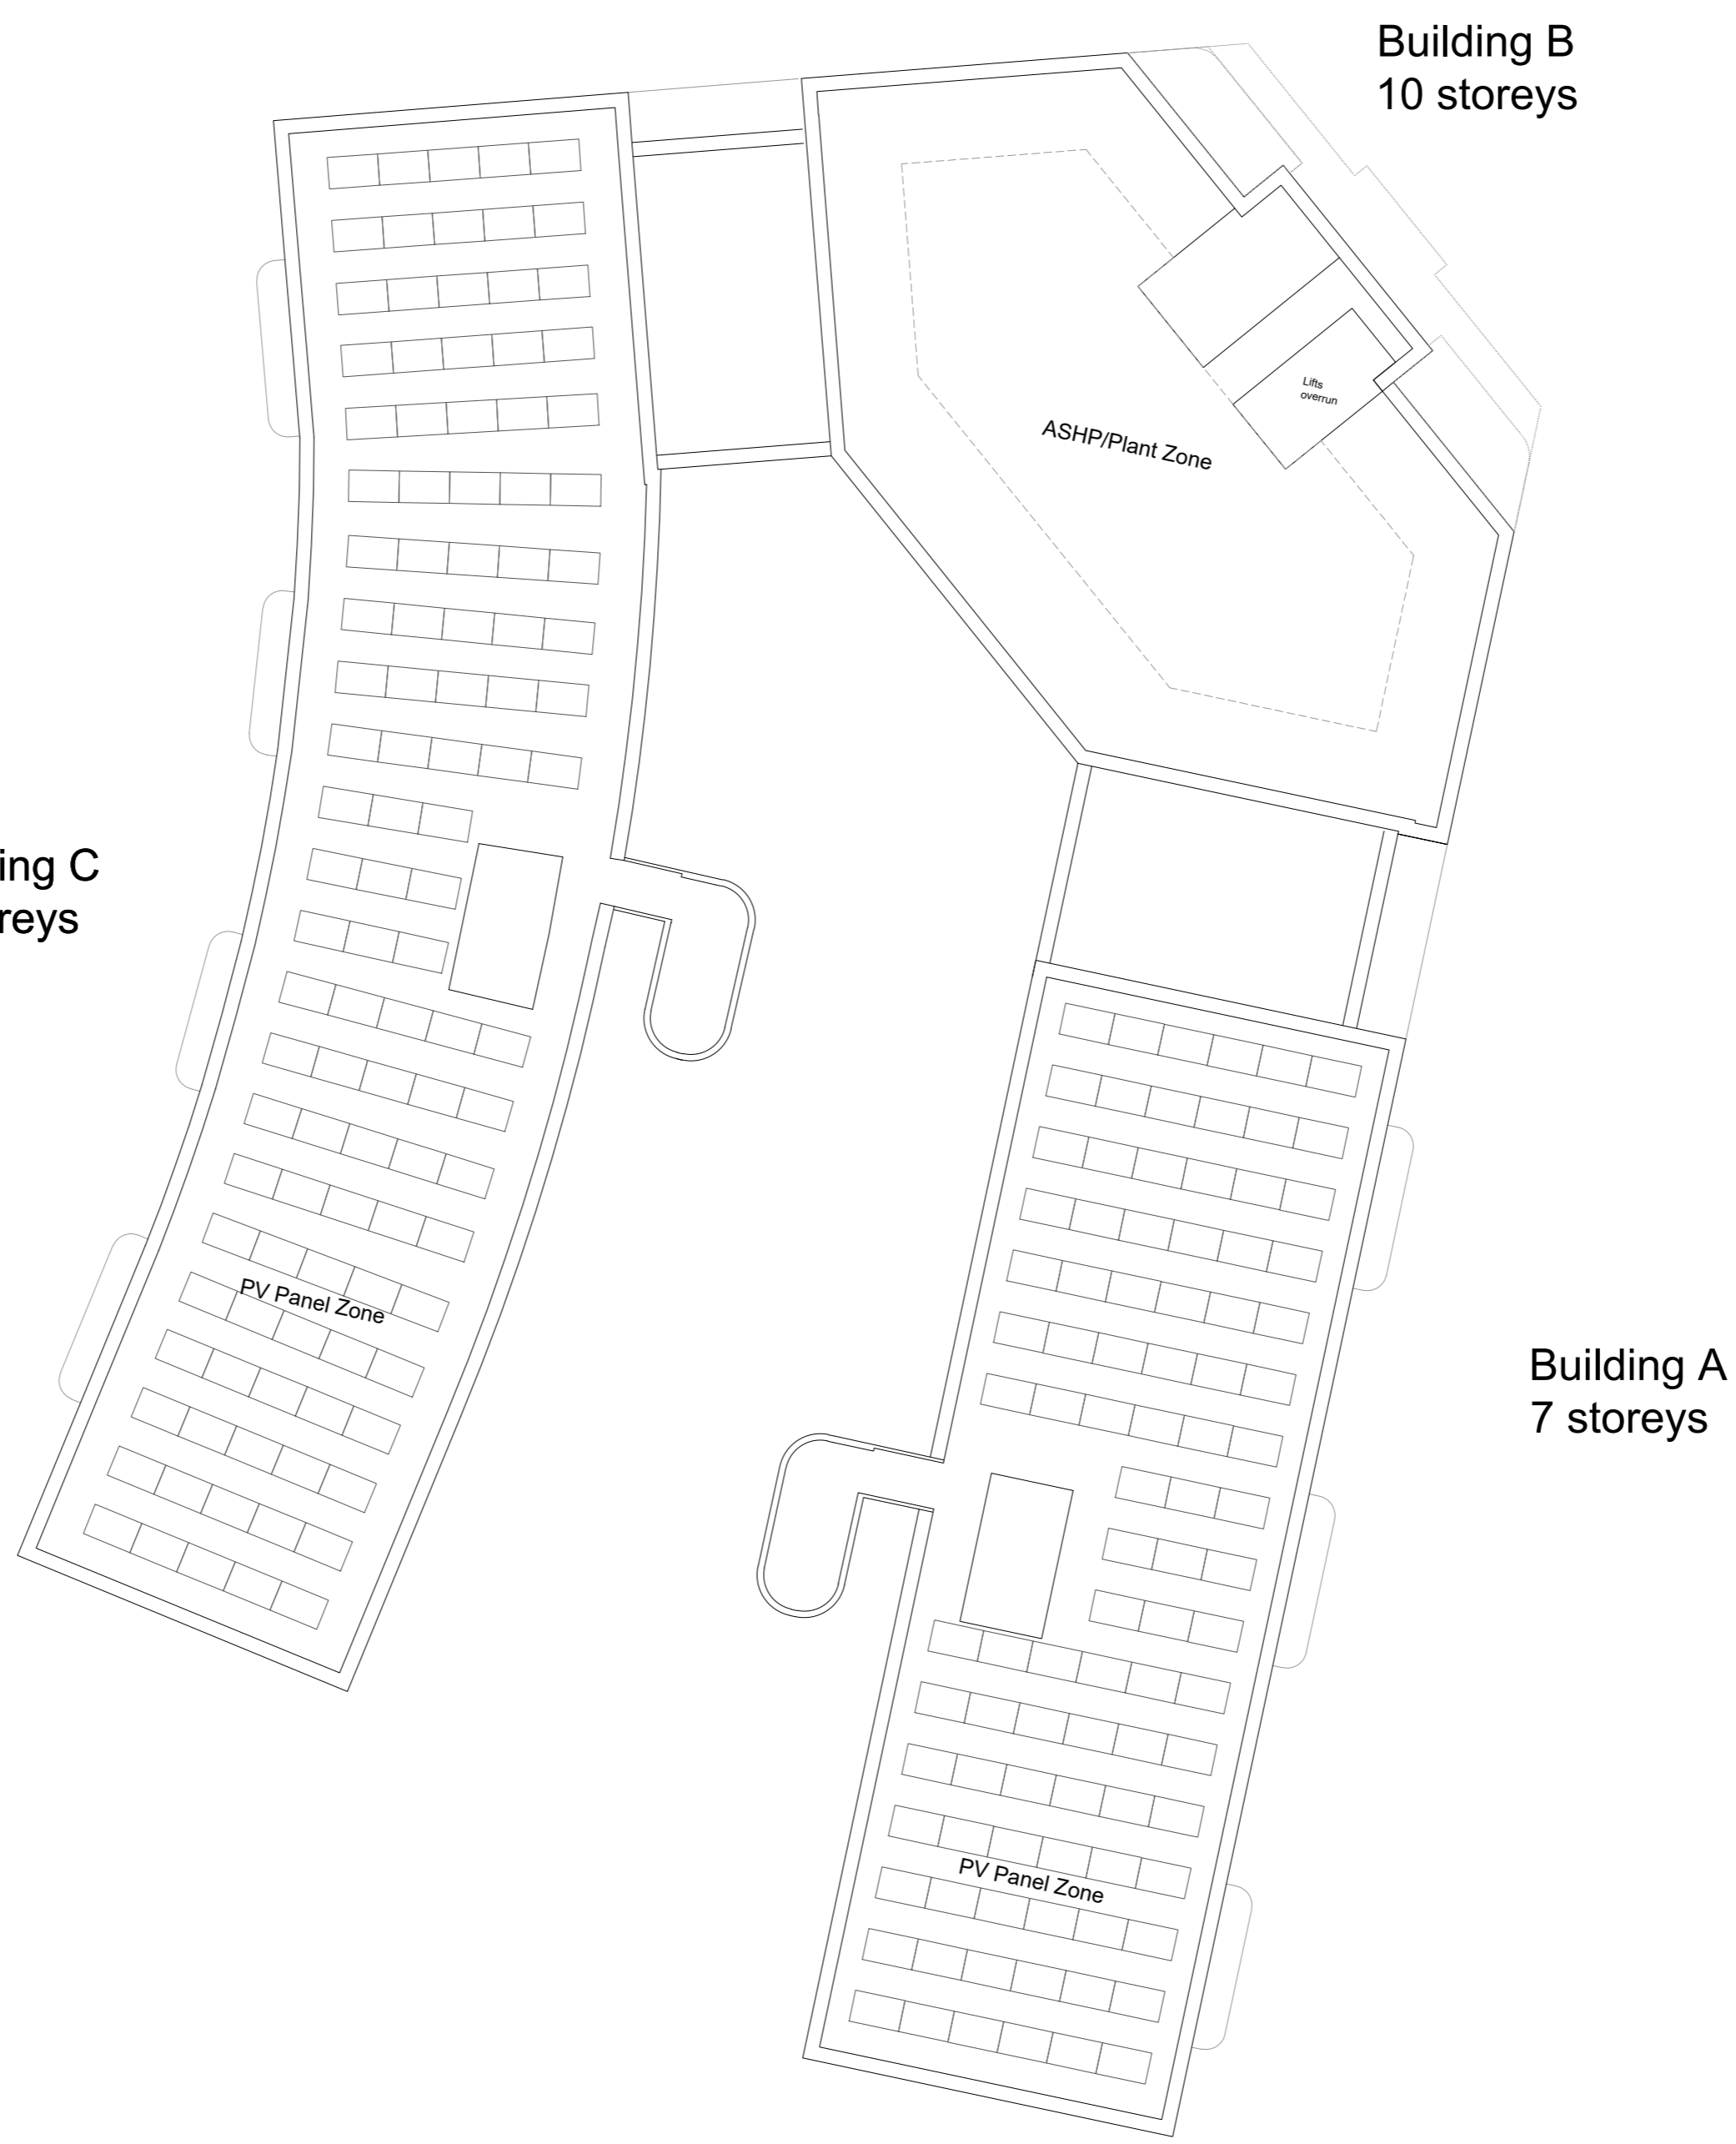 Building B
10 storeys
Lifts
overrun
ASHP/Plant Zone
ing C
reys
PV Panel Zone
Building A
7 storeys
PV Panel Zone